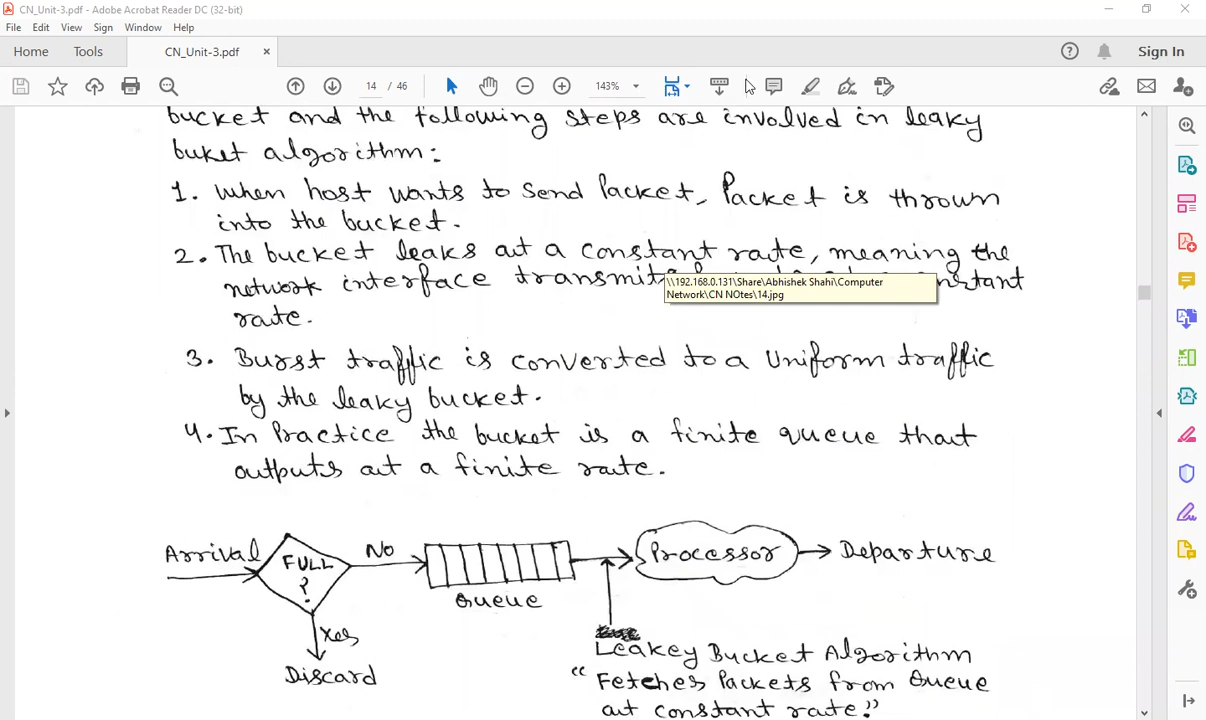 CN_Unit-3.pdf - Adobe Acrobat Reader DC (32-bit)
File Edit View Sign Window Help
Home Tools CN_Unit-3.pdf × ? Sign In
14 / 46 143%
bucket and the following steps are involved in leaky
buket algorithm:
1. When host wants to send Packet, Packet is thrown
into the bucket.
2. The bucket leaks at a constant rate, meaning the
network interface transmits
rate.
\\192.168.0.131\Share\Abhishek Shahi\Computer
Network\CN NOtes\14.jpg
3. Burst traffic is converted to a Uniform traffic
by the leaky bucket.
4. In Practice the bucket is a finite queue that
outputs at a finite rate.
Arrival FULL ? No Processor Departure
Queue
Yes
Discard
Leakey Bucket Algorithm
"Fetches Packets from Queue
at constant rate."